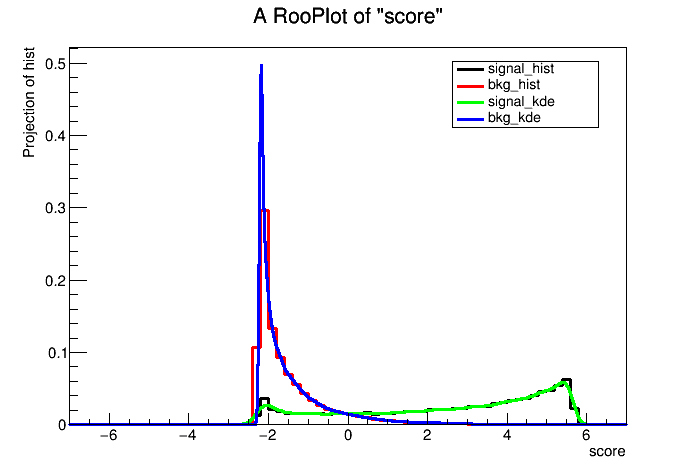 A RooPlot of "score"
Projection of hist
signal_hist
bkg_hist
signal_kde
bkg_kde
0.5
0.4
0.3
0.2
0.1
0
−6
−4
−2
0
2
4
6
score